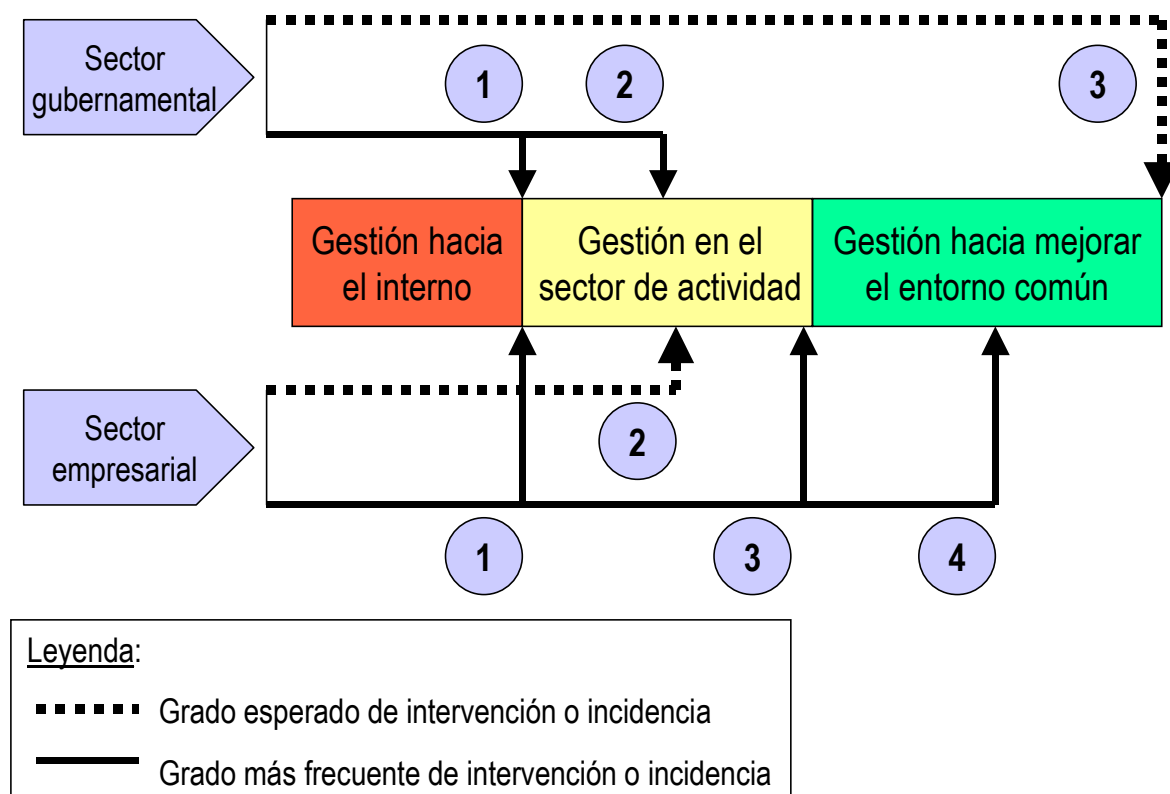 Sector
gubernamental
1
2
3
Gestión hacia
el interno
Gestión en el
sector de actividad
Gestión hacia mejorar
el entorno común
Sector
empresarial
2
1
3
4
Leyenda:
Grado esperado de intervención o incidencia
Grado más frecuente de intervención o incidencia